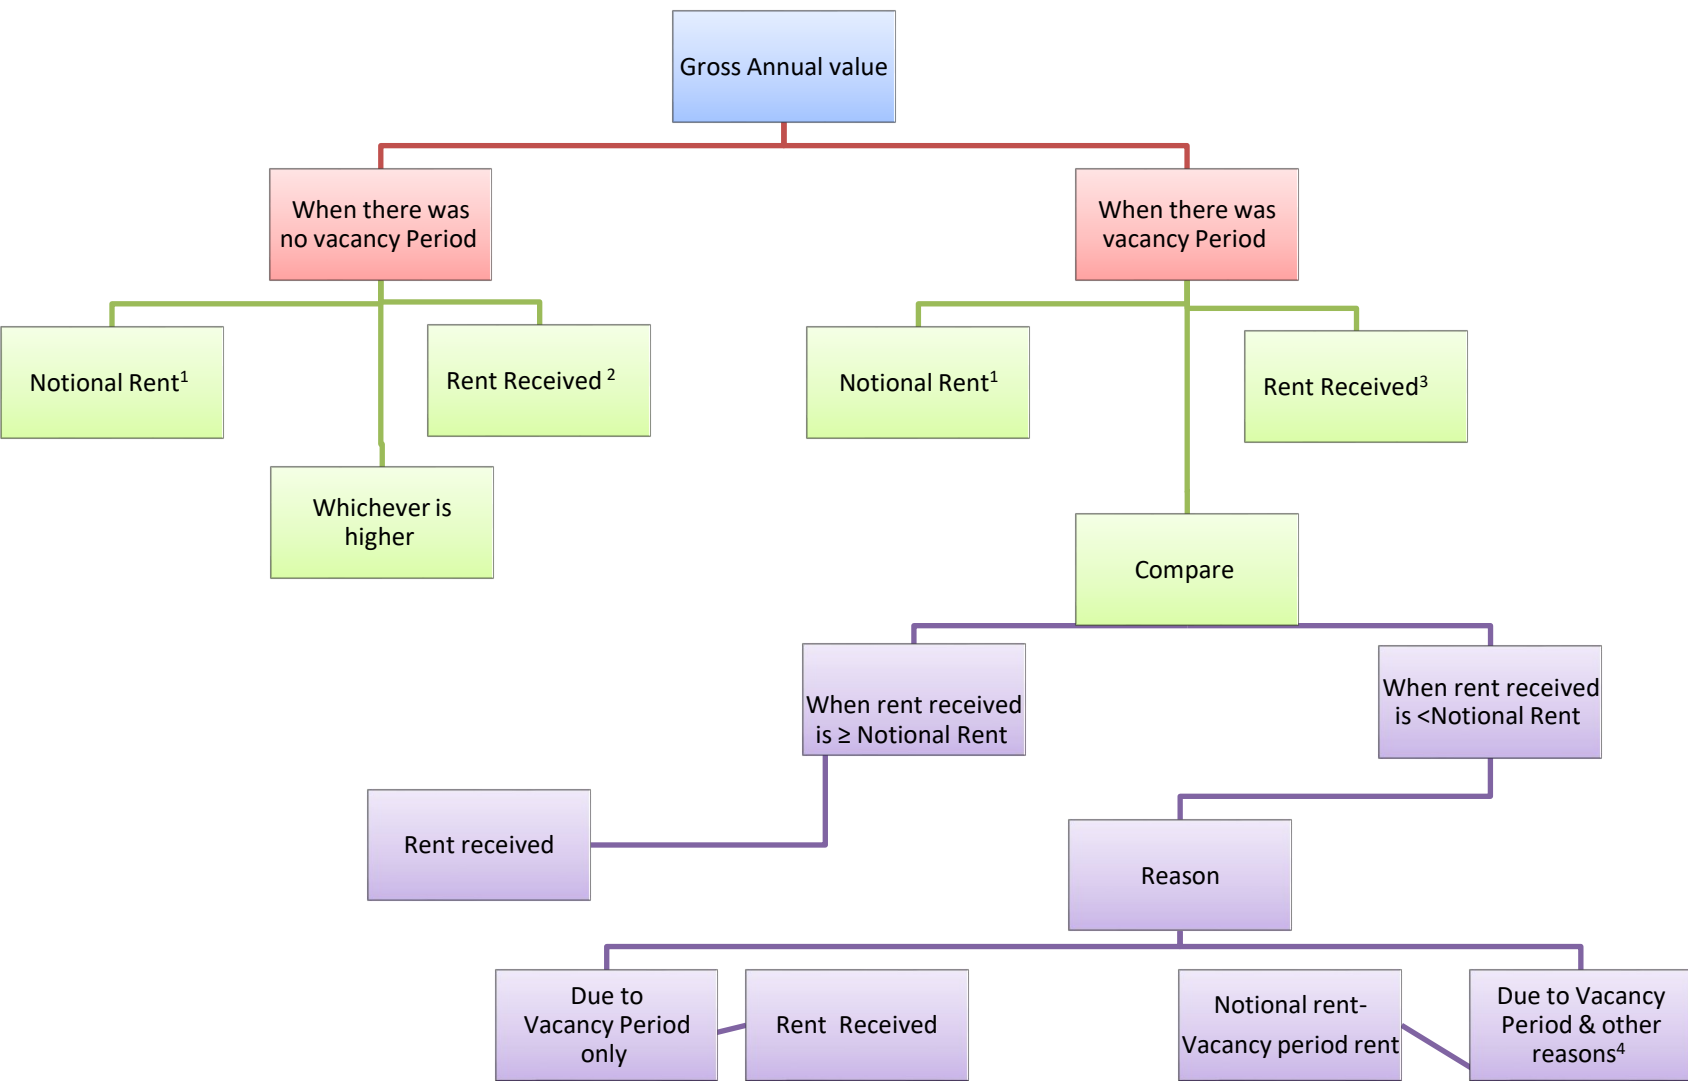 Gross Annual value
When there was
no vacancy Period
When there was
vacancy Period
Notional Rent¹
Rent Received ²
Notional Rent¹
Rent Received³
Whichever is
higher
Compare
When rent received
is ≥ Notional Rent
When rent received
is <Notional Rent
Rent received
Reason
Due to
Vacancy Period
only
Rent Received
Notional rent-
Vacancy period rent
Due to Vacancy
Period & other
reasons⁴